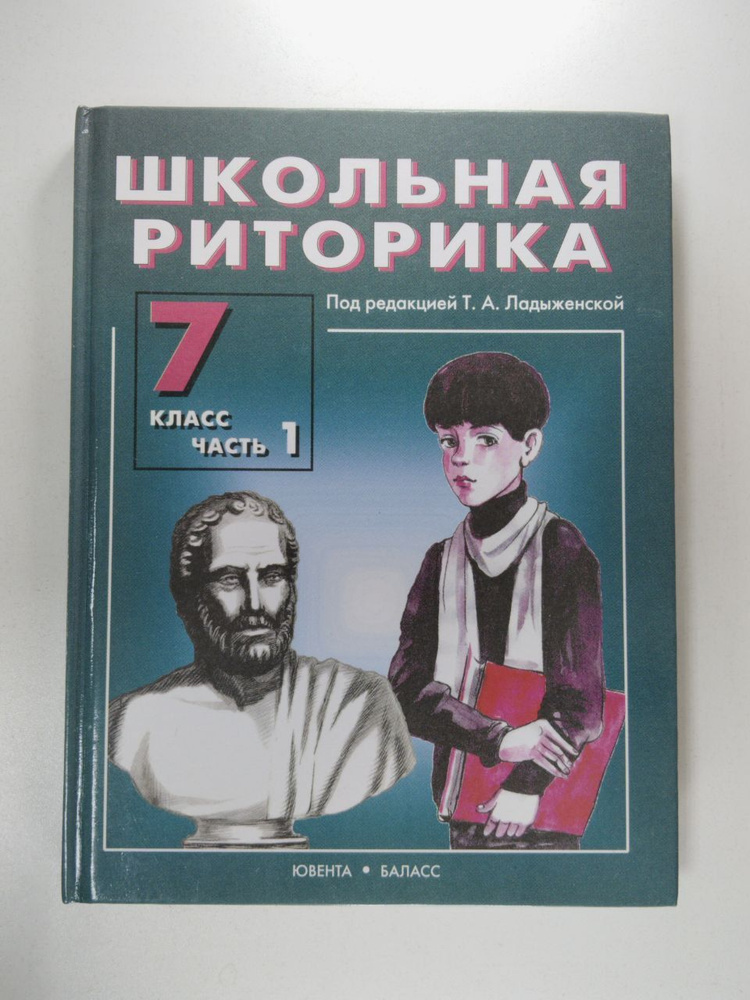 ШКОЛЬНАЯ
РИТОРИКА
Под редакцией Т. А. Ладыженской
7
КЛАСС
ЧАСТЬ 1
ЮВЕНТА • БАЛАСС